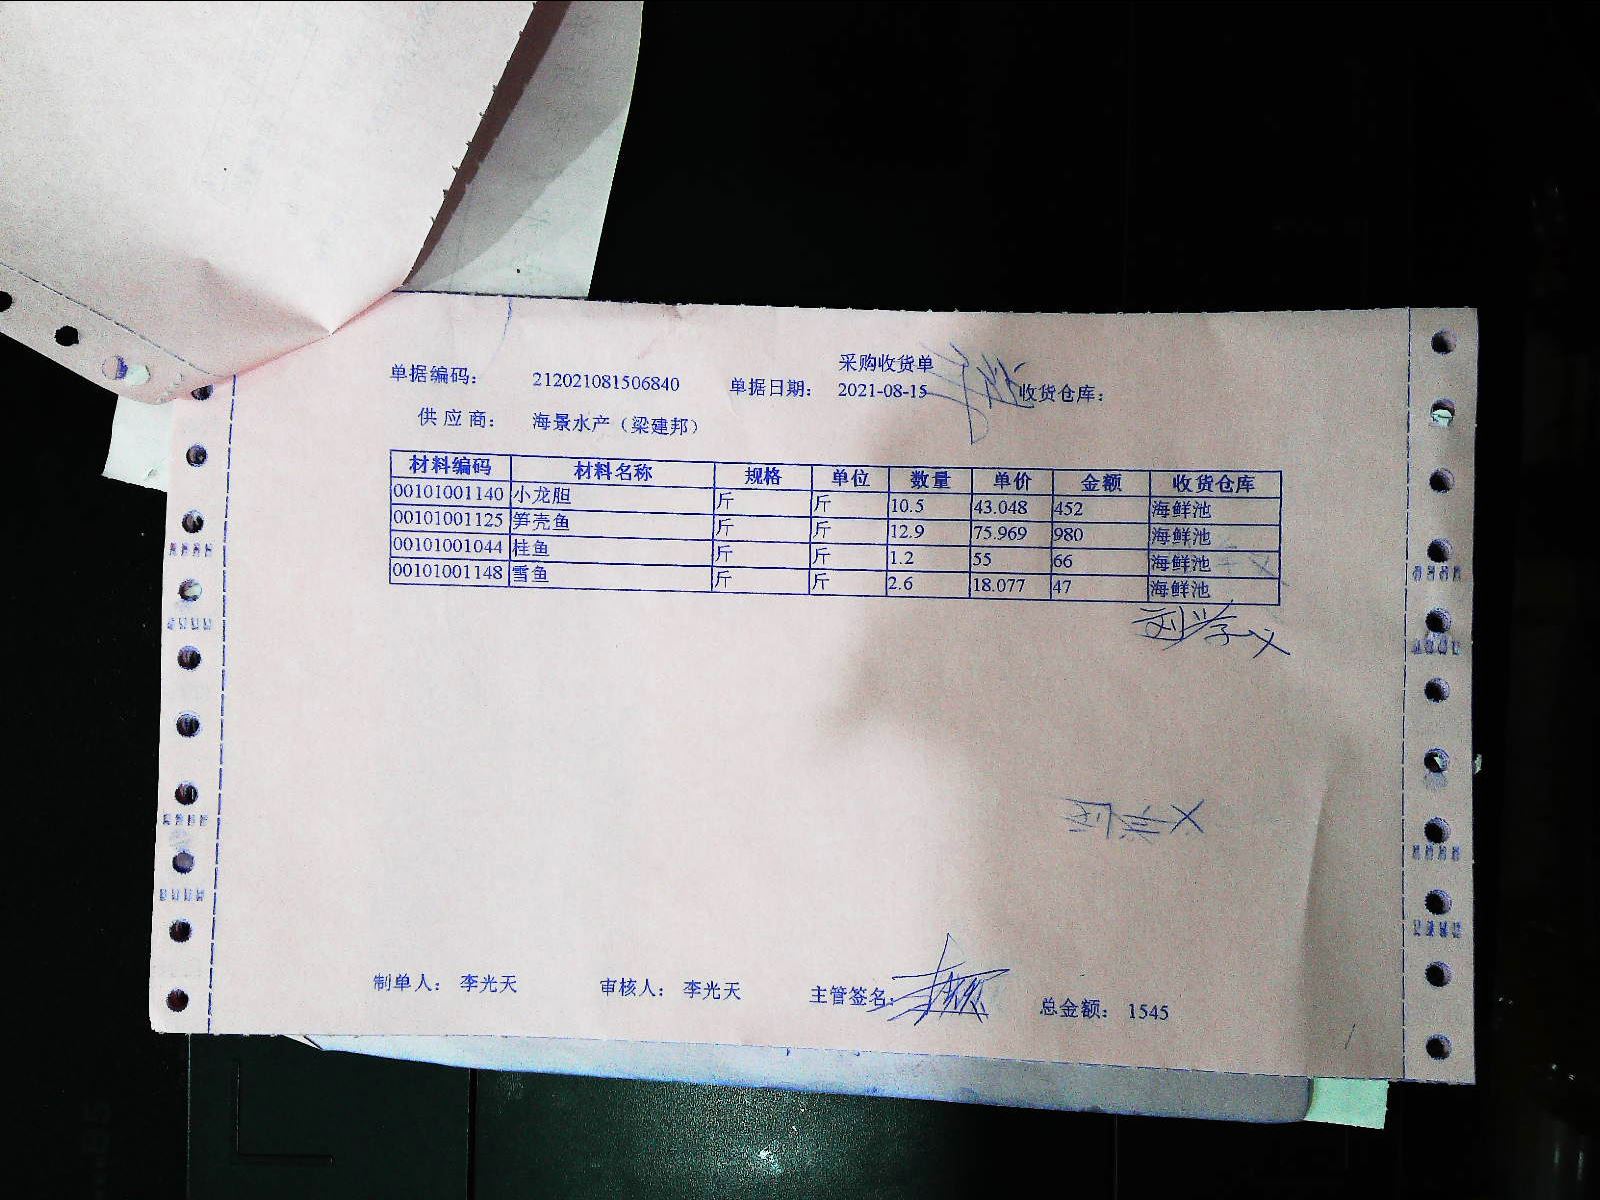 采购收货单
单据编码： 212021081506840 单据日期： 2021-08-15 收货仓库：
供应商： 海景水产（梁建邦）
材料编码 材料名称 规格 单位 数量 单价 金额 收货仓库
00101001140 小龙胆 斤 斤 10.5 43.048 452 海鲜池
00101001125 笋壳鱼 斤 斤 12.9 75.969 980 海鲜池
00101001044 桂鱼 斤 斤 1.2 55 66 海鲜池
00101001148 雪鱼 斤 斤 2.6 18.077 47 海鲜池
刘学义
制单人： 李光天 审核人： 李光天 主管签名： 总金额： 1545